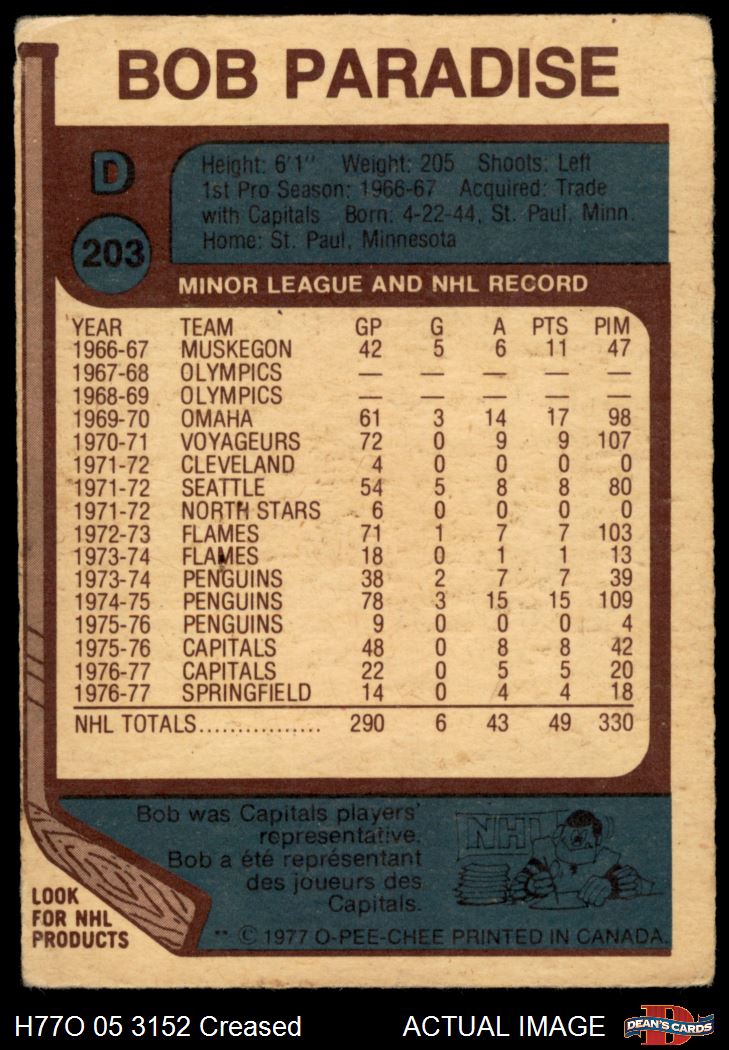 BOB PARADISE
D
203
Height: 6'1" Weight: 205 Shoots: Left
1st Pro Season: 1966-67 Acquired: Trade
with Capitals Born: 4-22-44, St. Paul, Minn.
Home: St. Paul, Minnesota
MINOR LEAGUE AND NHL RECORD
YEAR TEAM GP G A PTS PIM
1966-67 MUSKEGON 42 5 6 11 47
1967-68 OLYMPICS — — — — —
1968-69 OLYMPICS — — — — —
1969-70 OMAHA 61 3 14 17 98
1970-71 VOYAGEURS 72 0 9 9 107
1971-72 CLEVELAND 4 0 0 0 0
1971-72 SEATTLE 54 5 8 8 80
1971-72 NORTH STARS 6 0 0 0 0
1972-73 FLAMES 71 1 7 7 103
1973-74 FLAMES 18 0 1 1 13
1973-74 PENGUINS 38 2 7 7 39
1974-75 PENGUINS 78 3 15 15 109
1975-76 PENGUINS 9 0 0 0 4
1975-76 CAPITALS 48 0 8 8 42
1976-77 CAPITALS 22 0 5 5 20
1976-77 SPRINGFIELD 14 0 4 4 18
NHL TOTALS................ 290 6 43 49 330
Bob was Capitals players'
representative.
Bob a été représentant
des joueurs des
Capitals.
NHL
LOOK
FOR NHL
PRODUCTS
** © 1977 O-PEE-CHEE PRINTED IN CANADA.
H77O 05 3152 Creased ACTUAL IMAGE
D
DEAN'S CARDS